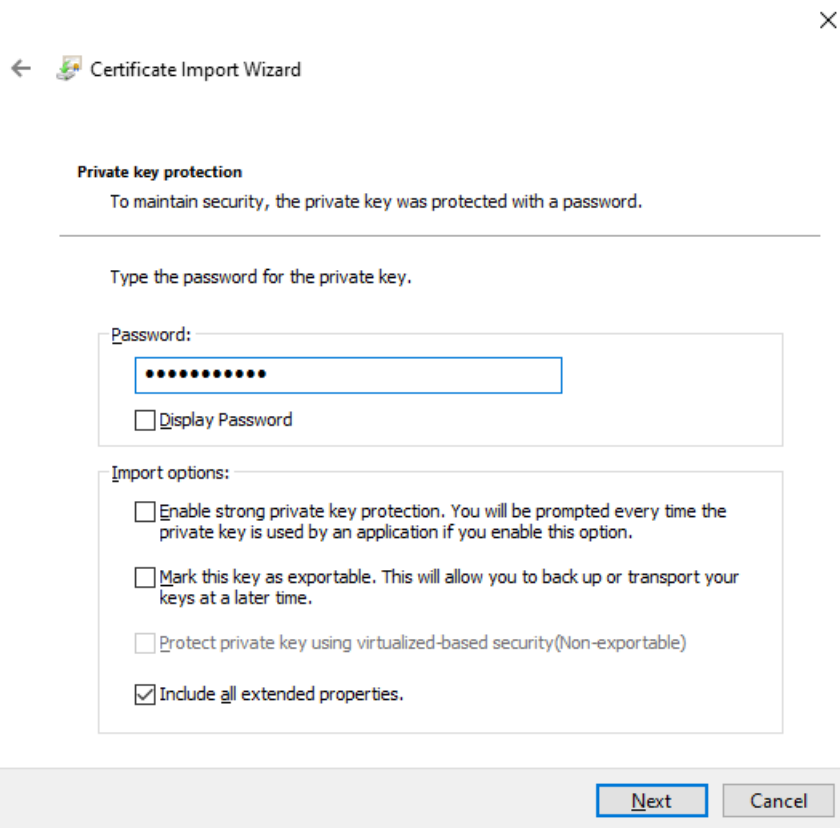 Certificate Import Wizard
Private key protection
To maintain security, the private key was protected with a password.
Type the password for the private key.
Password:
●●●●●●●●●●●
Display Password
Import options:
Enable strong private key protection. You will be prompted every time the
private key is used by an application if you enable this option.
Mark this key as exportable. This will allow you to back up or transport your
keys at a later time.
Protect private key using virtualized-based security(Non-exportable)
Include all extended properties.
Next Cancel